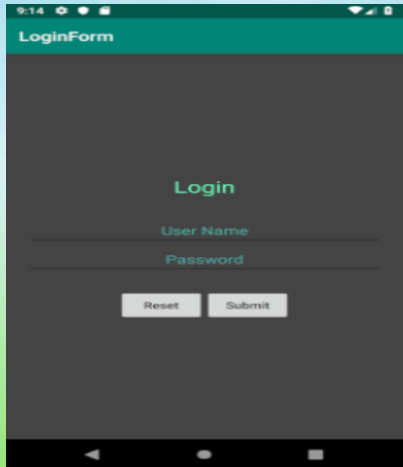 9:14
LoginForm
Login
User Name
Password
Reset Submit